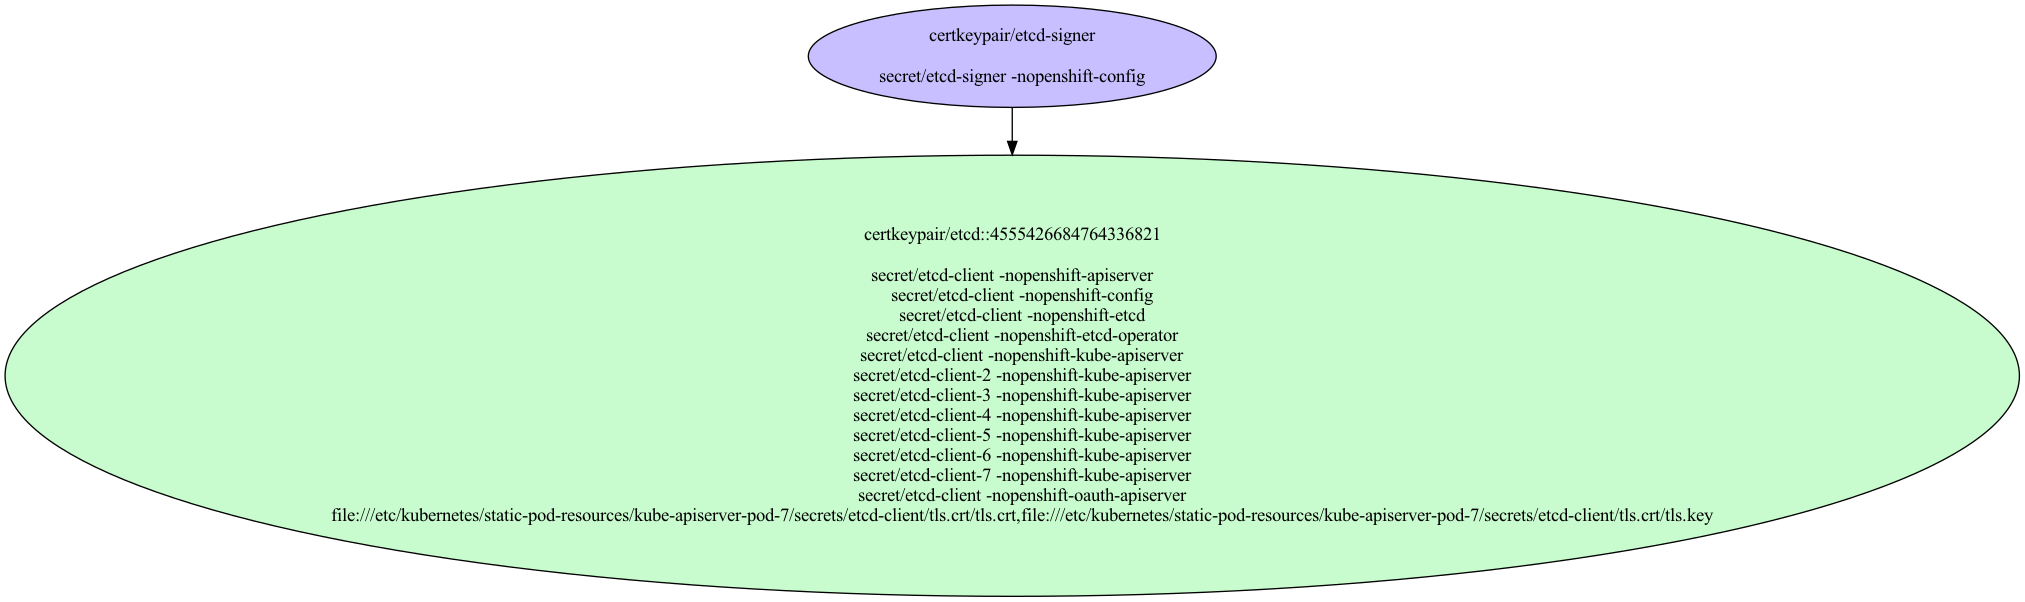 certkeypair/etcd-signer
secret/etcd-signer -nopenshift-config
certkeypair/etcd::4555426684764336821
secret/etcd-client -nopenshift-apiserver
secret/etcd-client -nopenshift-config
secret/etcd-client -nopenshift-etcd
secret/etcd-client -nopenshift-etcd-operator
secret/etcd-client -nopenshift-kube-apiserver
secret/etcd-client-2 -nopenshift-kube-apiserver
secret/etcd-client-3 -nopenshift-kube-apiserver
secret/etcd-client-4 -nopenshift-kube-apiserver
secret/etcd-client-5 -nopenshift-kube-apiserver
secret/etcd-client-6 -nopenshift-kube-apiserver
secret/etcd-client-7 -nopenshift-kube-apiserver
secret/etcd-client -nopenshift-oauth-apiserver
file:///etc/kubernetes/static-pod-resources/kube-apiserver-pod-7/secrets/etcd-client/tls.crt/tls.crt,file:///etc/kubernetes/static-pod-resources/kube-apiserver-pod-7/secrets/etcd-client/tls.crt/tls.key